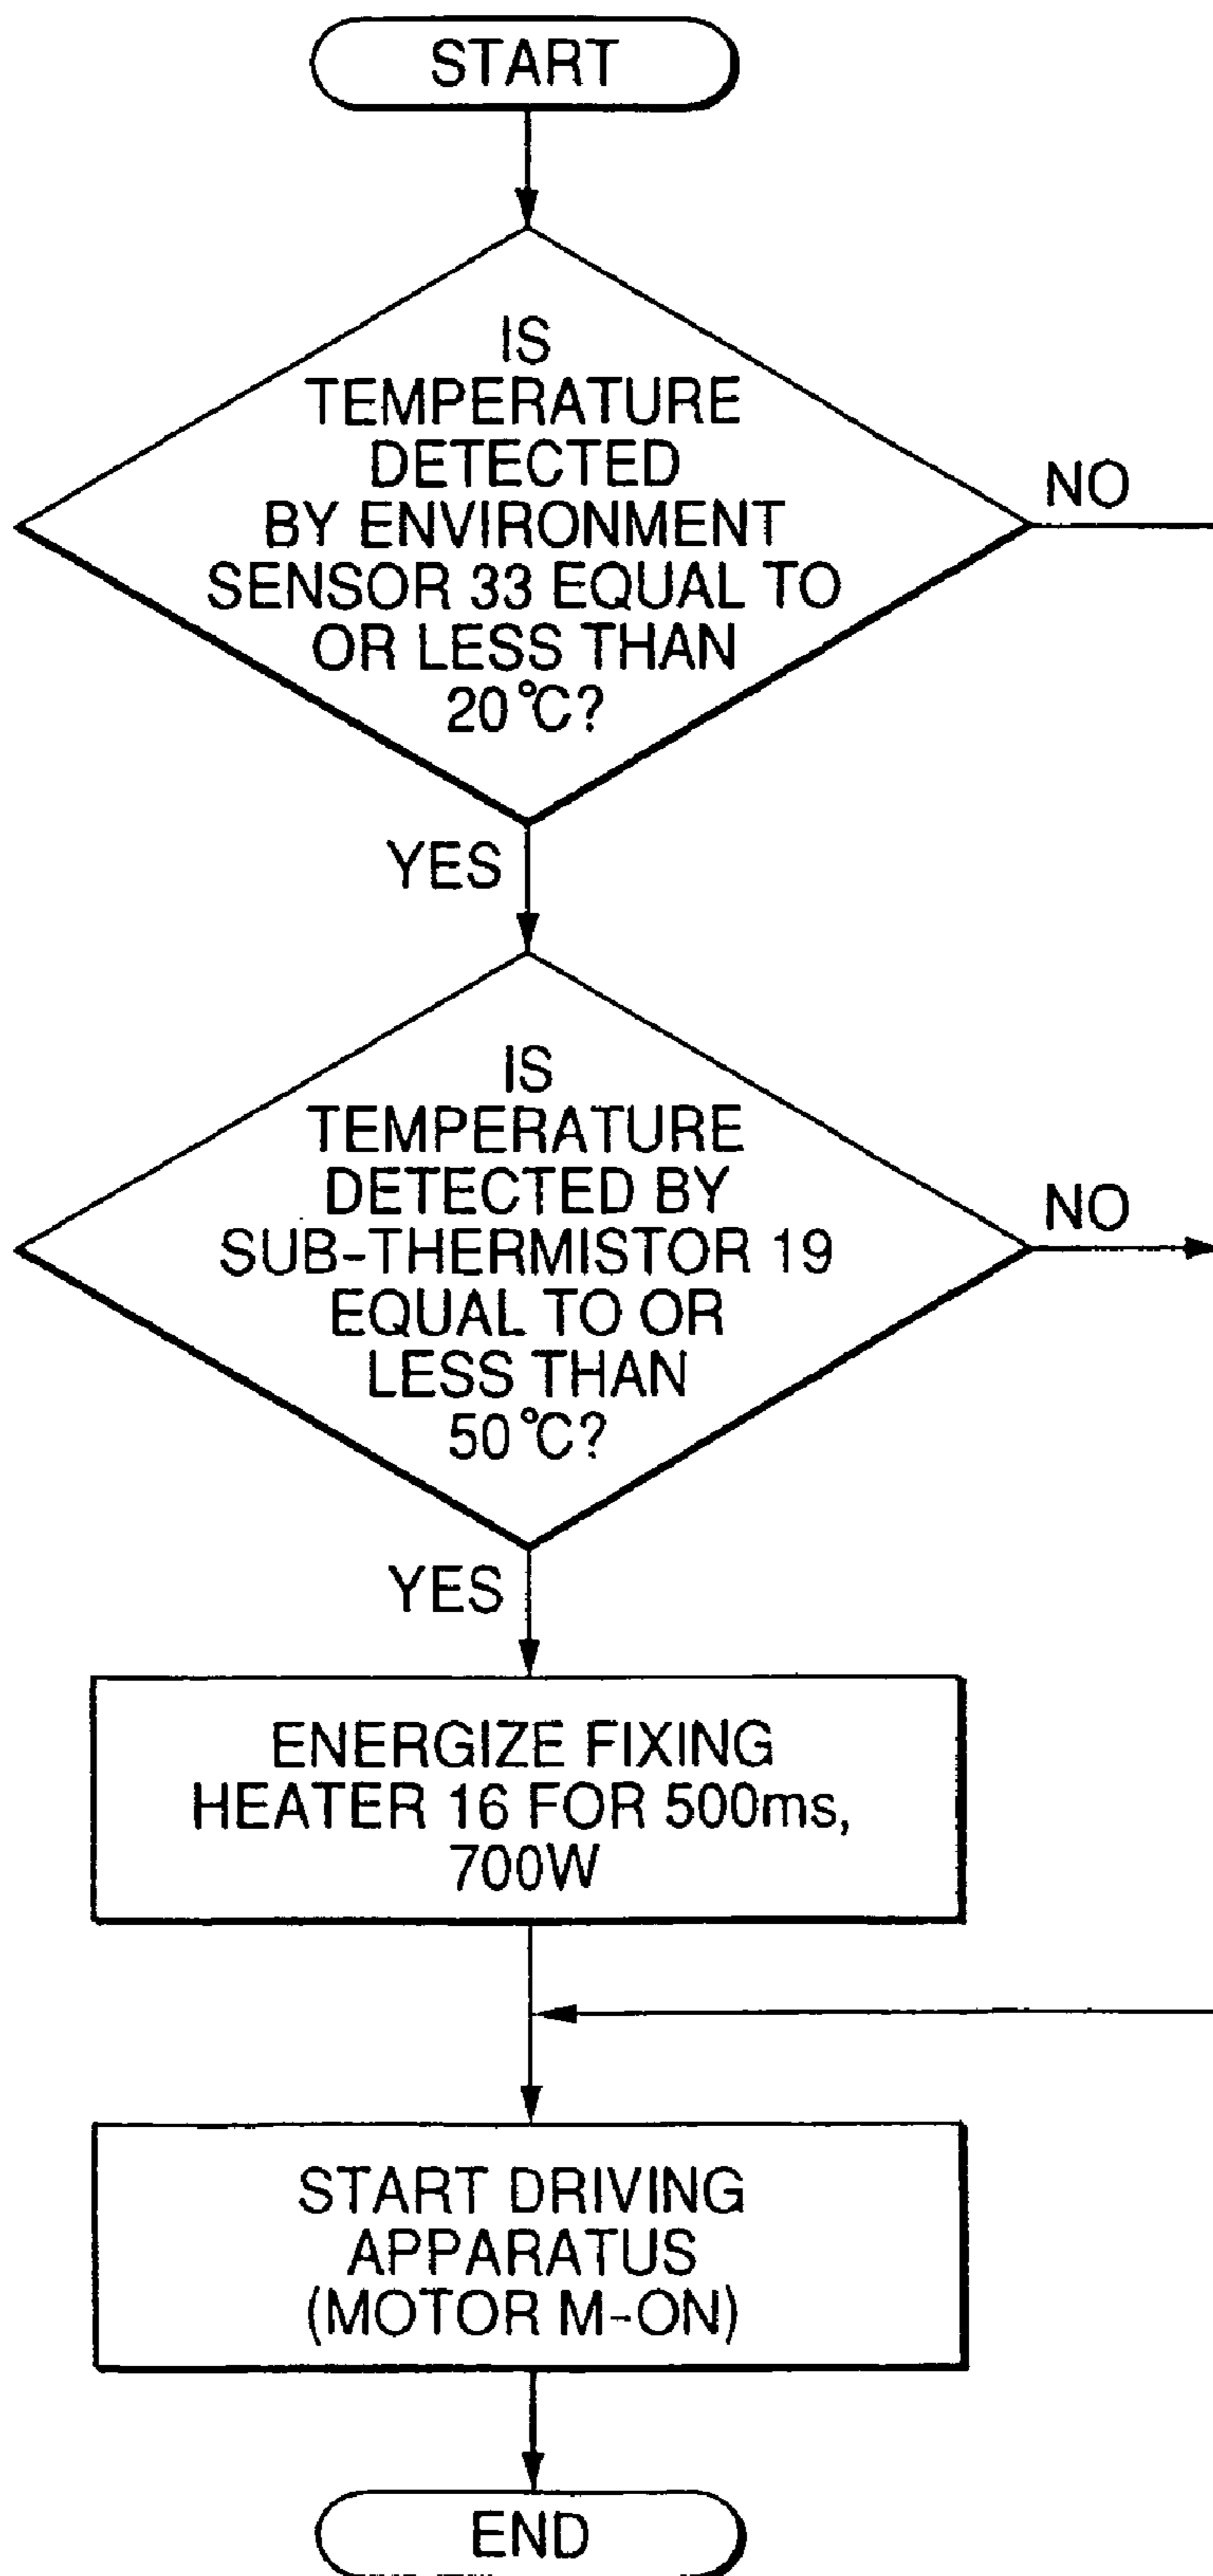 START
IS
TEMPERATURE
DETECTED
BY ENVIRONMENT
SENSOR 33 EQUAL TO
OR LESS THAN
20℃?
NO
YES
IS
TEMPERATURE
DETECTED BY
SUB-THERMISTOR 19
EQUAL TO OR
LESS THAN
50℃?
NO
YES
ENERGIZE FIXING
HEATER 16 FOR 500ms,
700W
START DRIVING
APPARATUS
(MOTOR M-ON)
END